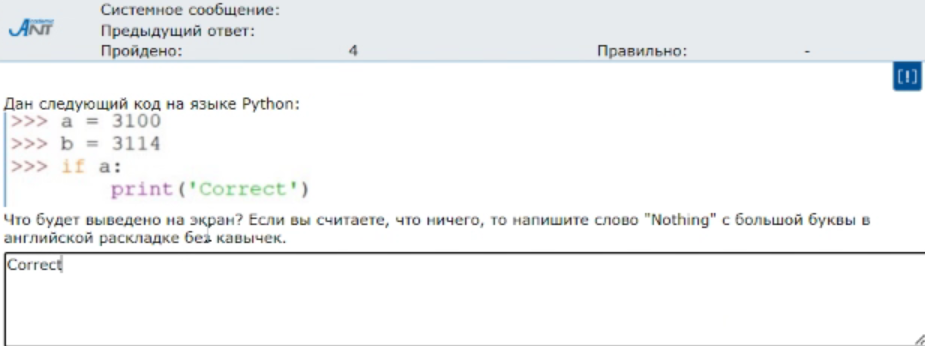 ANT
Системное сообщение:
Предыдущий ответ:
Пройдено: 4 Правильно: -
[!]
Дан следующий код на языке Python:
>>> a = 3100
>>> b = 3114
>>> if a:
print('Correct')
Что будет выведено на экран? Если вы считаете, что ничего, то напишите слово "Nothing" с большой буквы в
английской раскладке без кавычек.
Correct